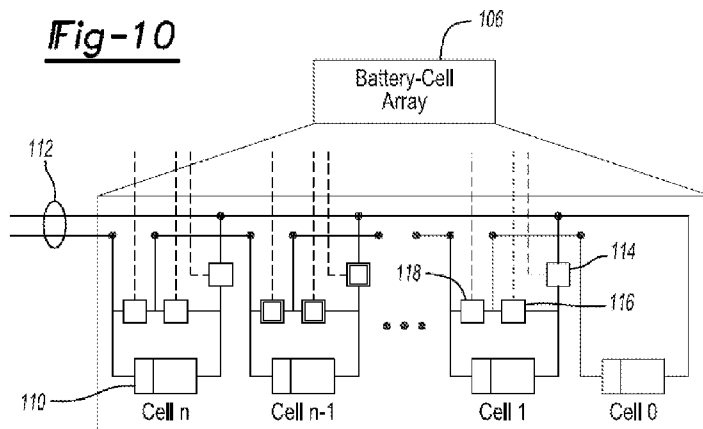 Fig-10
106
Battery-Cell
Array
112
114
118
116
110
Cell n
Cell n-1
Cell 1
Cell 0